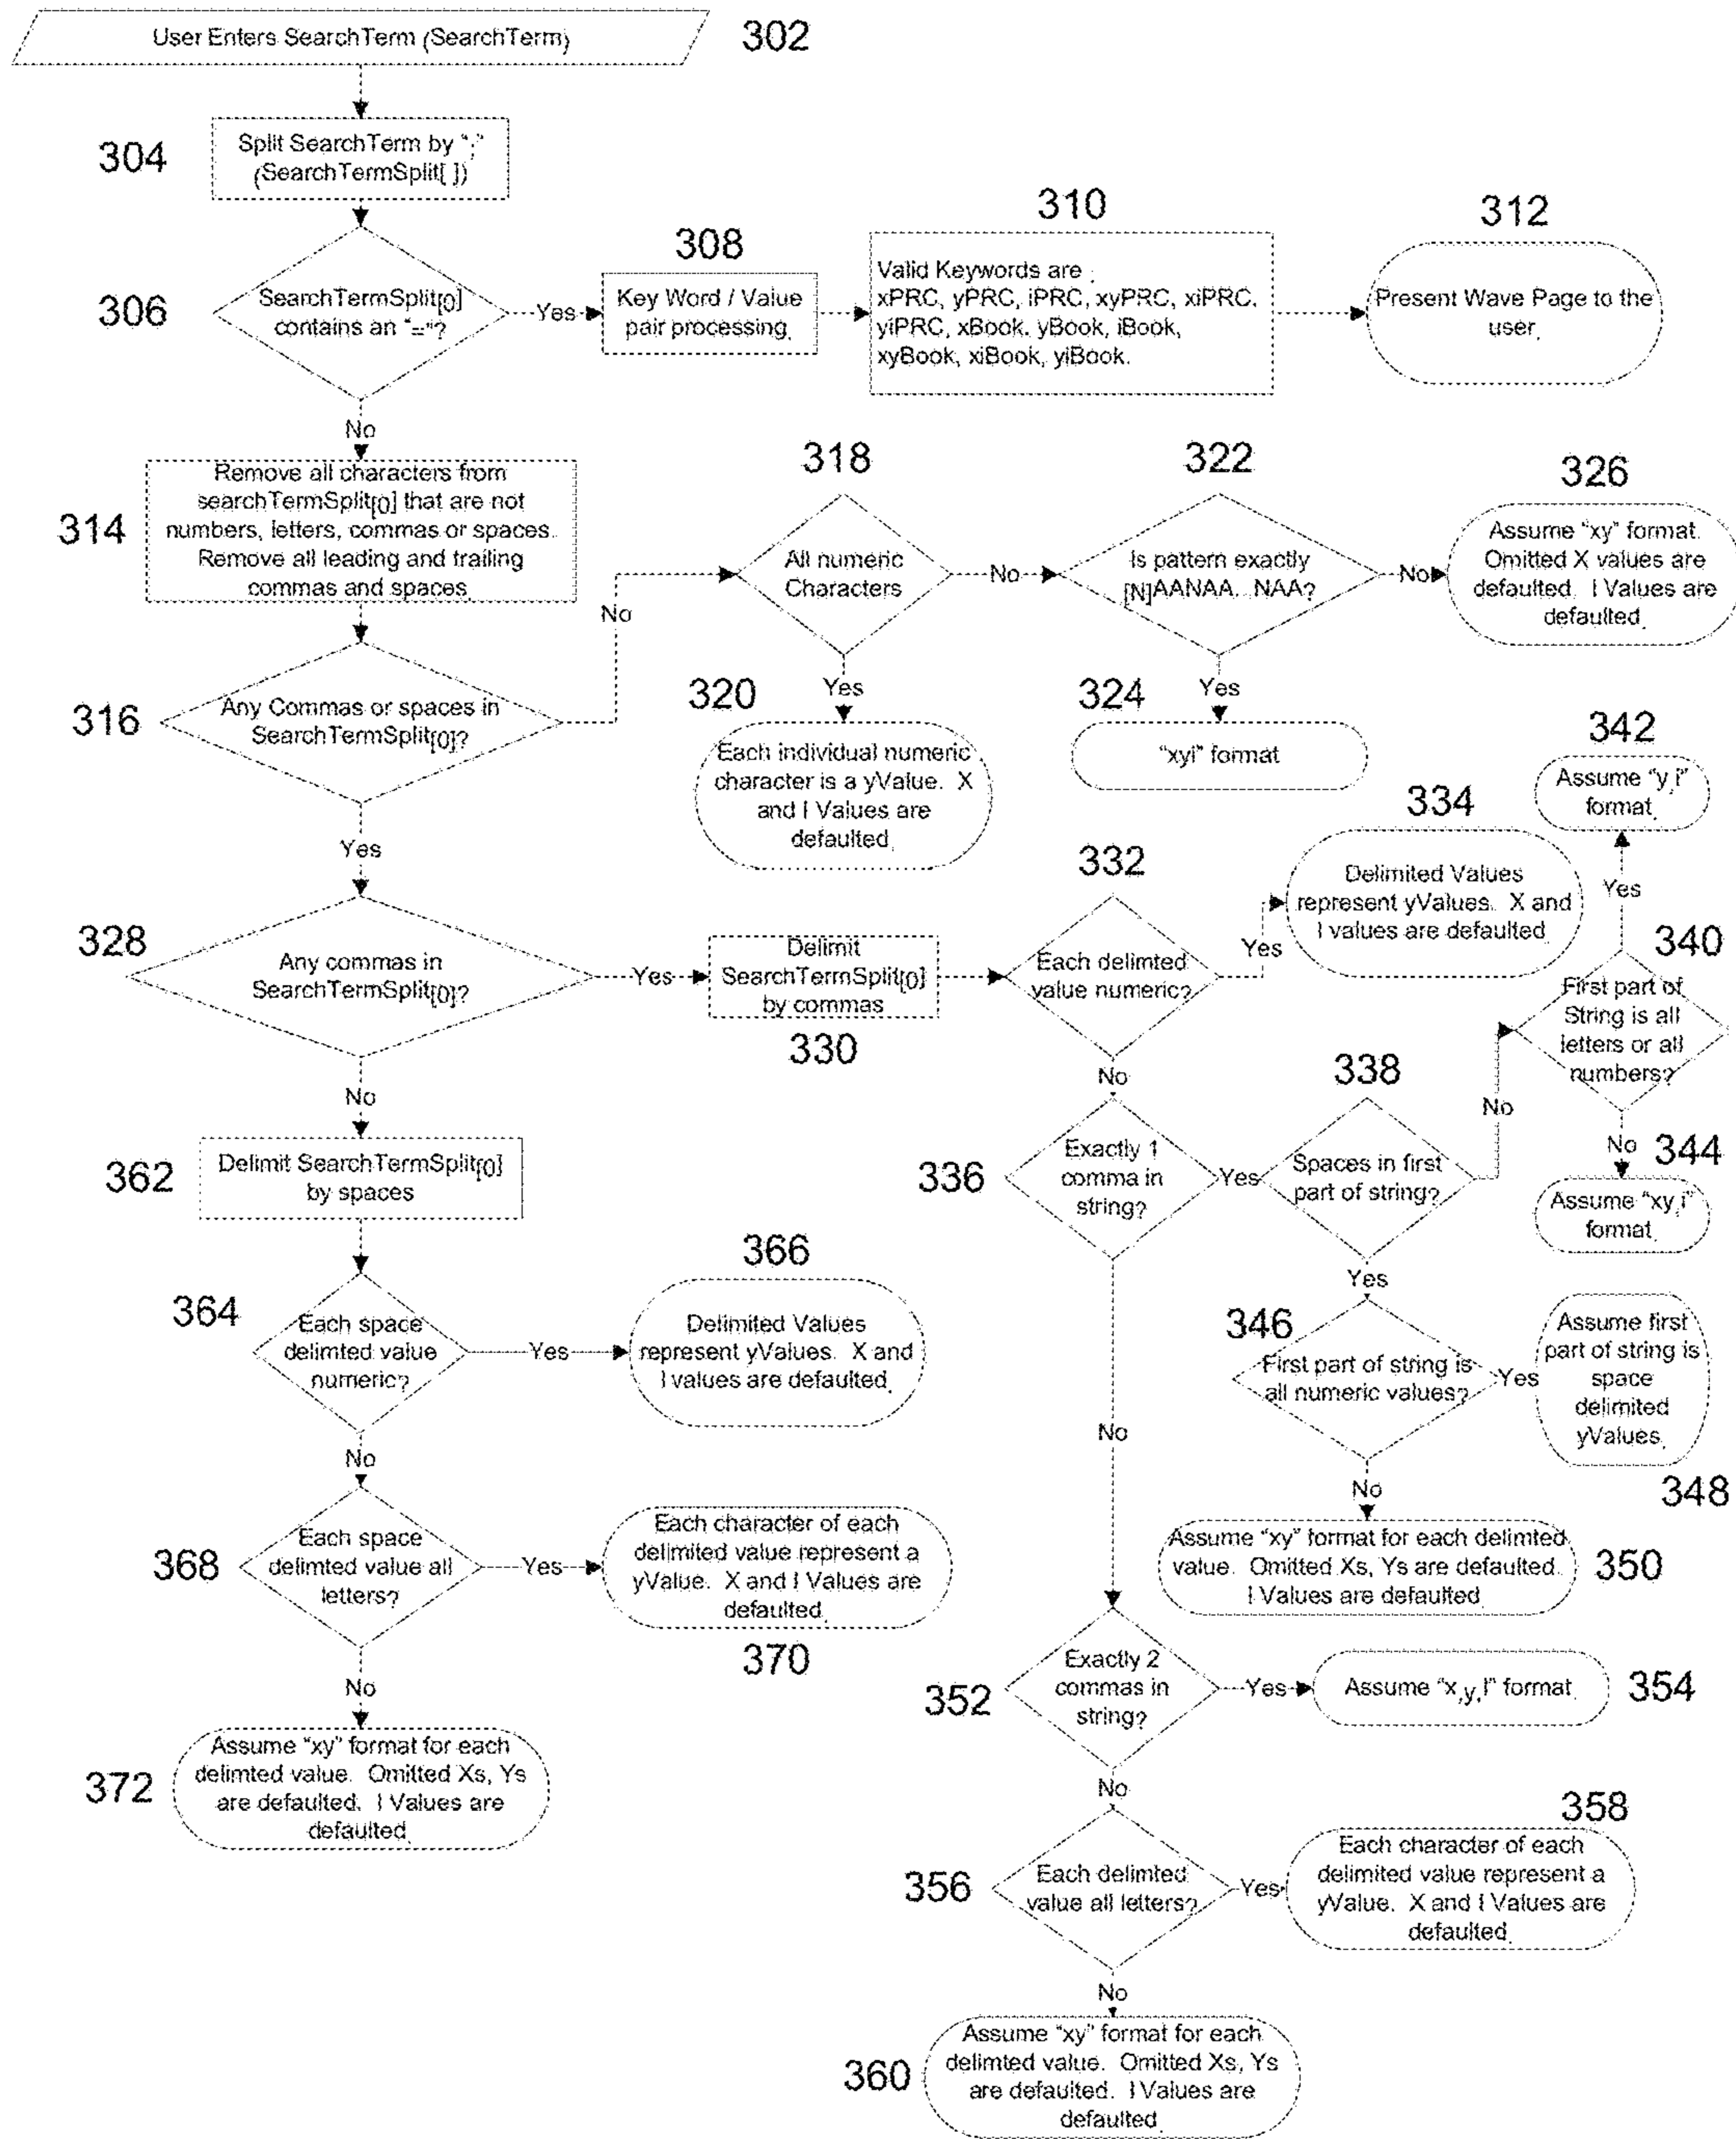 User Enters SearchTerm (SearchTerm)
302
304
Split SearchTerm by ";"
(SearchTermSplit[ ])
306
SearchTermSplit[0]
contains an "="?
Yes
308
Key Word / Value
pair processing.
310
Valid Keywords are :
xPRC, yPRC, iPRC, xyPRC, xiPRC,
yiPRC, xBook, yBook, iBook,
xyBook, xiBook, yiBook.
312
Present Wave Page to the
user.
No
314
Remove all characters from
searchTermSplit[0] that are not
numbers, letters, commas or spaces.
Remove all leading and trailing
commas and spaces.
316
Any Commas or spaces in
SearchTermSplit[0]?
No
318
All numeric
Characters
No
322
Is pattern exactly
[N]AANAA...NAA?
No
326
Assume "xy" format.
Omitted X values are
defaulted. I Values are
defaulted.
Yes
320
Each individual numeric
character is a yValue. X
and I Values are
defaulted.
Yes
324
"xyi" format
Yes
328
Any commas in
SearchTermSplit[0]?
Yes
Delimit
SearchTermSplit[0]
by commas
330
332
Each delimted
value numeric?
Yes
334
Delimited Values
represent yValues. X and
I values are defaulted.
342
Assume "y,i"
format.
Yes
340
First part of
String is all
letters or all
numbers?
No
344
Assume "xy,i"
format.
No
336
Exactly 1
comma in
string?
Yes
338
Spaces in first
part of string?
No
Yes
346
First part of string is
all numeric values?
Yes
Assume first
part of string is
space
delimited
yValues.
348
No
Assume "xy" format for each delimted
value. Omitted Xs, Ys are defaulted.
I Values are defaulted.
350
No
362
Delimit SearchTermSplit[0]
by spaces
364
Each space
delimted value
numeric?
Yes
366
Delimited Values
represent yValues. X and
I values are defaulted.
No
368
Each space
delimted value all
letters?
Yes
Each character of each
delimited value represent a
yValue. X and I Values are
defaulted.
370
No
372
Assume "xy" format for each
delimted value. Omitted Xs, Ys
are defaulted. I Values are
defaulted.
No
352
Exactly 2
commas in
string?
Yes
Assume "x,y,I" format.
354
No
356
Each delimted
value all letters?
Yes
358
Each character of each
delimited value represent a
yValue. X and I Values are
defaulted.
No
360
Assume "xy" format for each
delimted value. Omitted Xs, Ys
are defaulted. I Values are
defaulted.